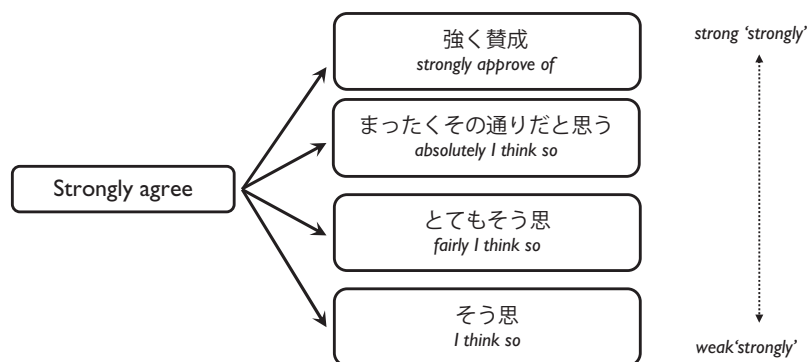 強く賛成
strongly approve of
strong ‘strongly’
まったくその通りだと思う
absolutely I think so
Strongly agree
とてもそう思
fairly I think so
そう思
I think so
weak‘strongly’